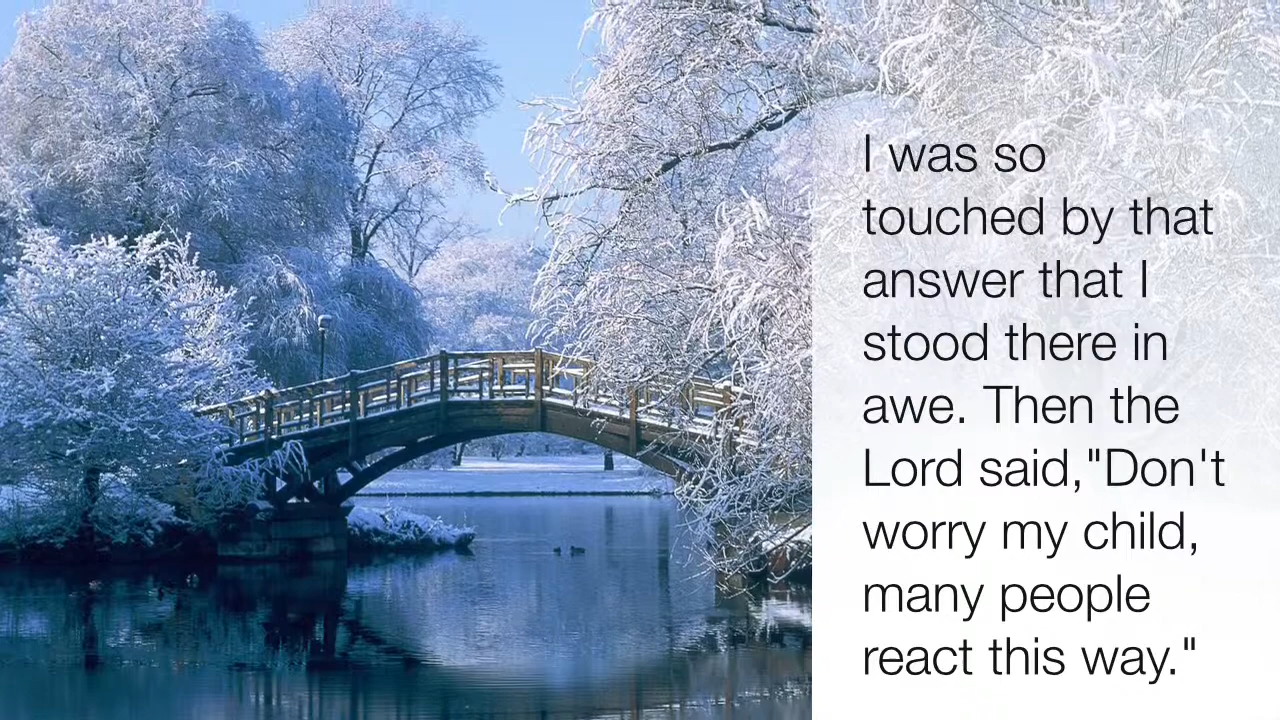 I was so
touched by that
answer that I
stood there in
awe. Then the
Lord said,"Don't
worry my child,
many people
react this way."